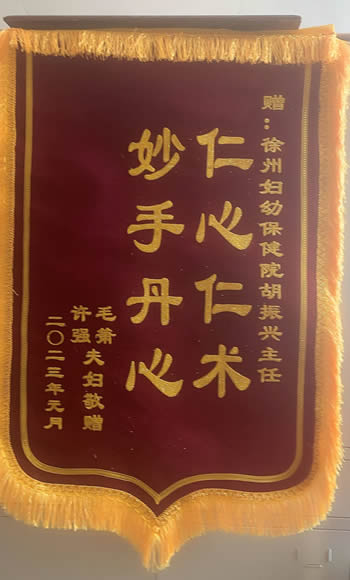 赠:徐州妇幼保健院胡振兴主任
仁心仁术
妙手丹心
毛箫
许强
夫妇敬赠
二〇二三年元月